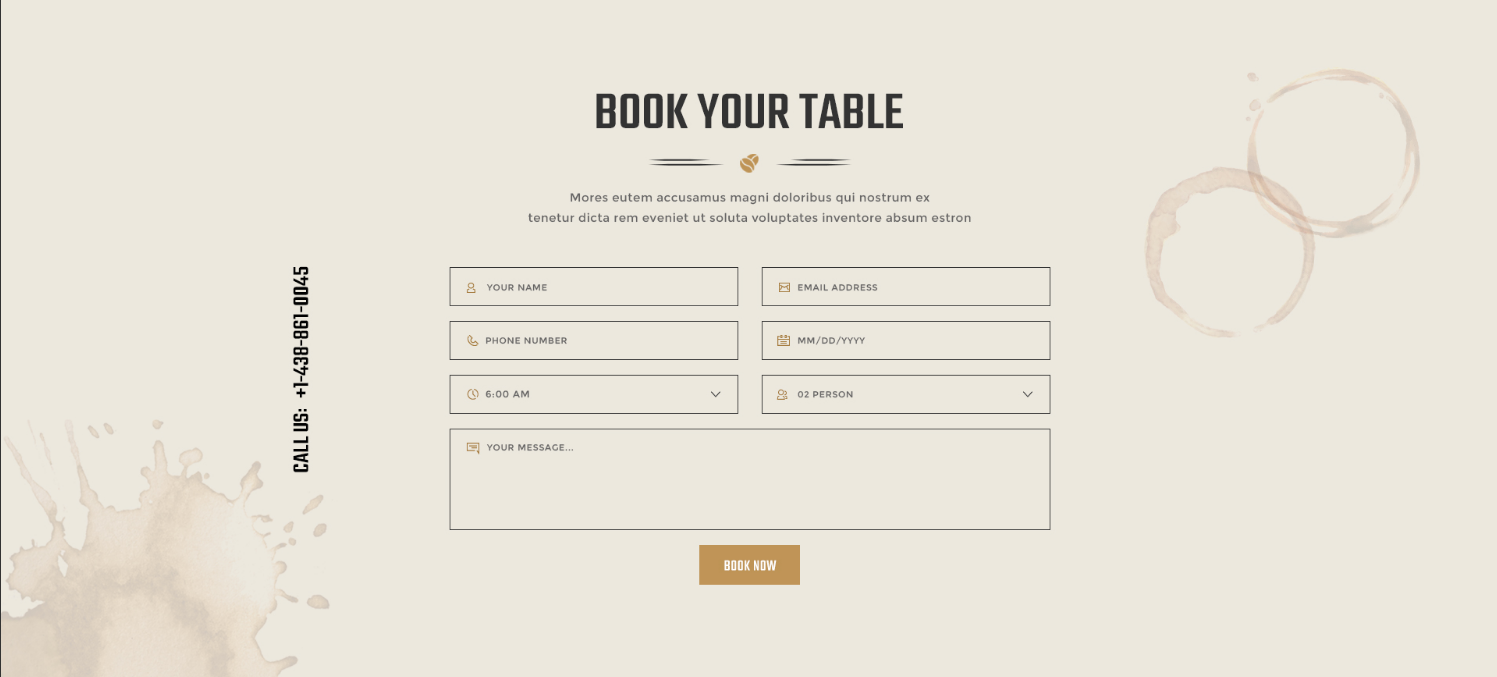 BOOK YOUR TABLE
Mores eutem accusamus magni doloribus qui nostrum ex
tenetur dicta rem eveniet ut soluta voluptates inventore absum estron
CALL US: +1-438-861-0045
YOUR NAME
EMAIL ADDRESS
PHONE NUMBER
MM/DD/YYYY
6:00 AM
02 PERSON
YOUR MESSAGE...
BOOK NOW